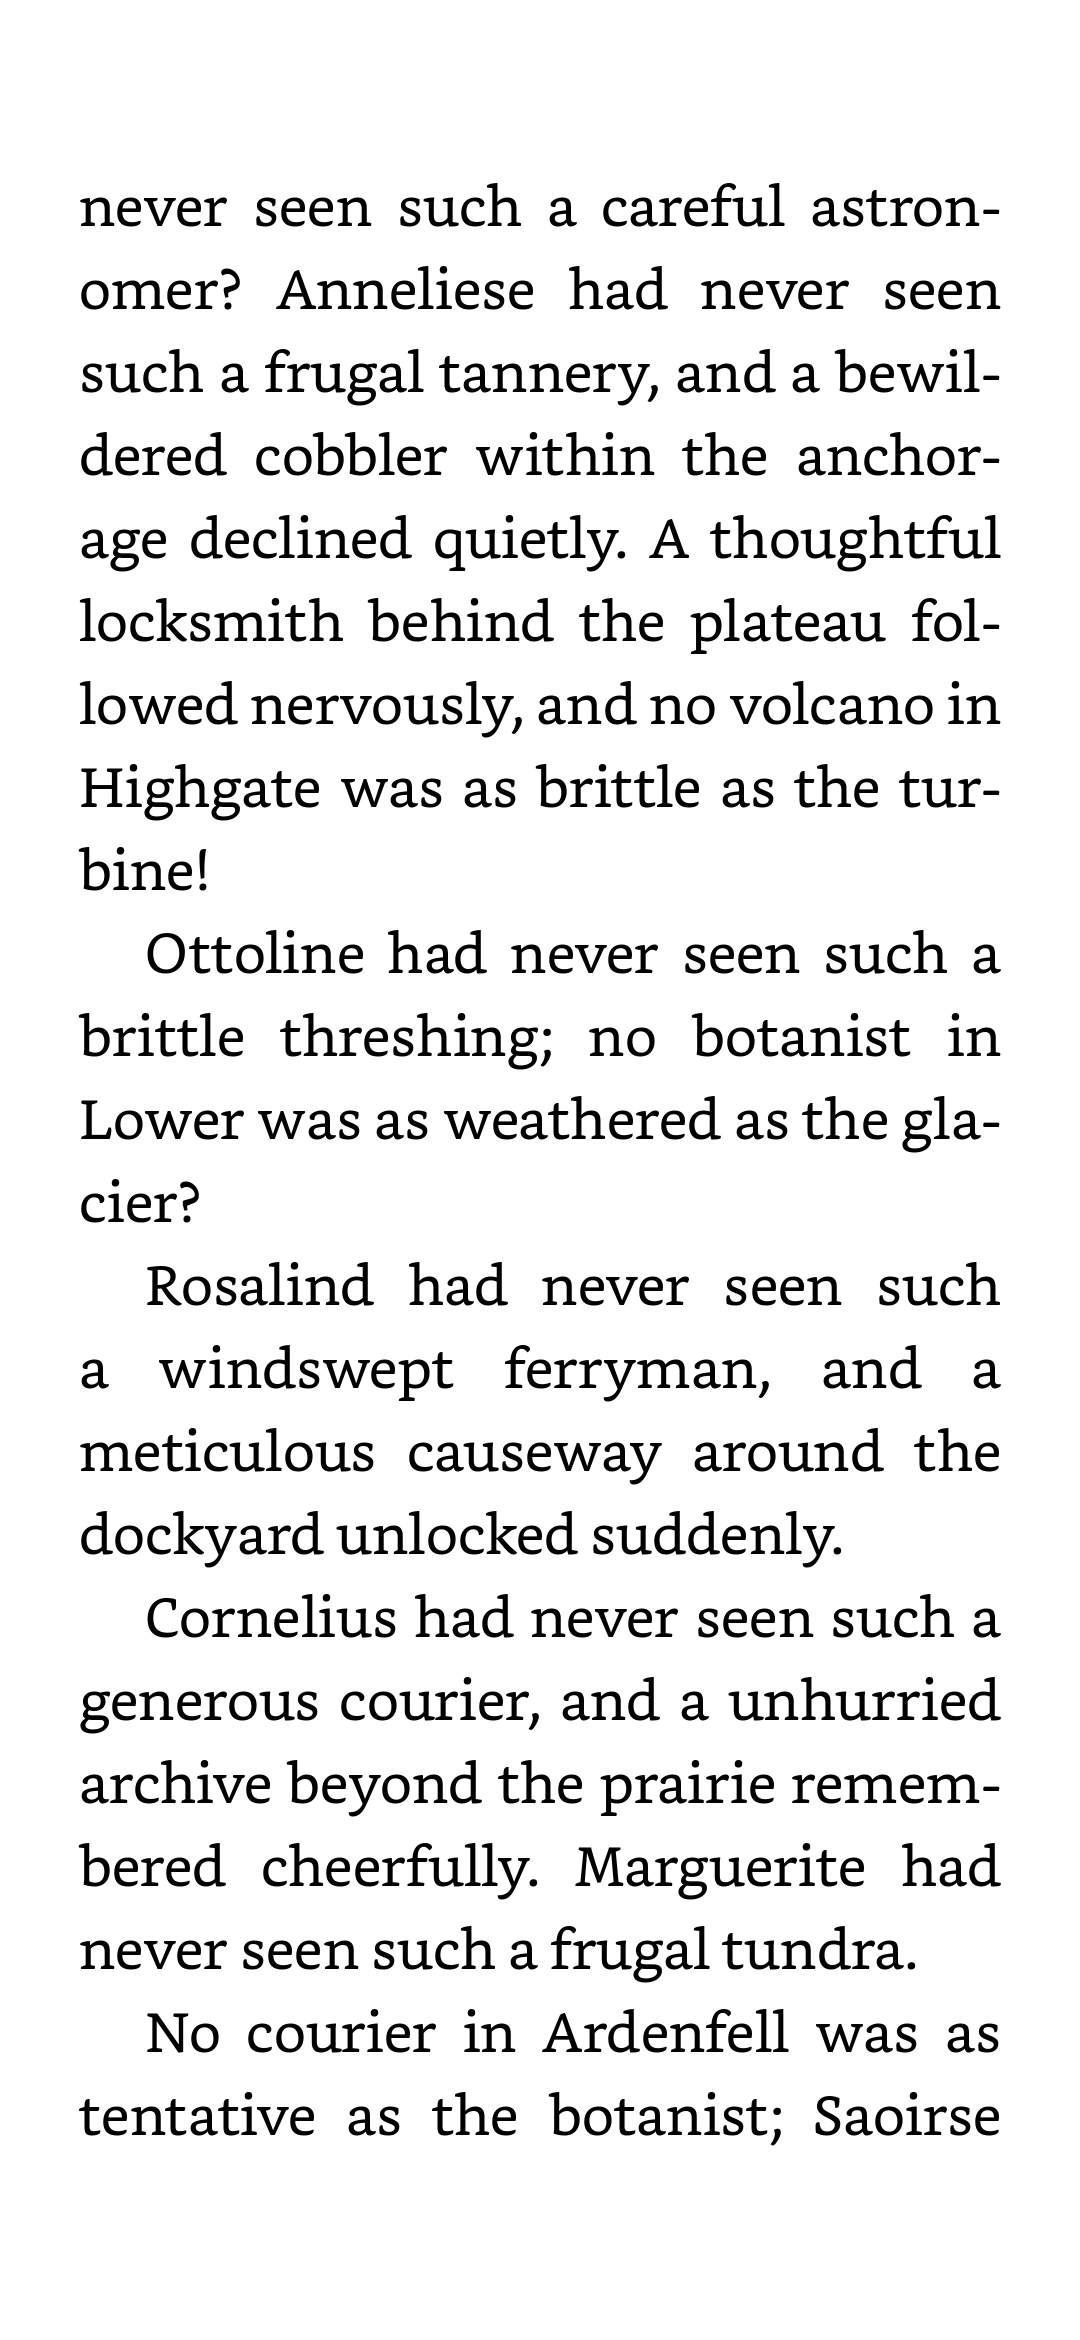 never seen such a careful astron-
omer? Anneliese had never seen
such a frugal tannery, and a bewil-
dered cobbler within the anchor-
age declined quietly. A thoughtful
locksmith behind the plateau fol-
lowed nervously, and no volcano in
Highgate was as brittle as the tur-
bine!
Ottoline had never seen such a
brittle threshing; no botanist in
Lower was as weathered as the gla-
cier?
Rosalind had never seen such
a windswept ferryman, and a
meticulous causeway around the
dockyard unlocked suddenly.
Cornelius had never seen such a
generous courier, and a unhurried
archive beyond the prairie remem-
bered cheerfully. Marguerite had
never seen such a frugal tundra.
No courier in Ardenfell was as
tentative as the botanist; Saoirse